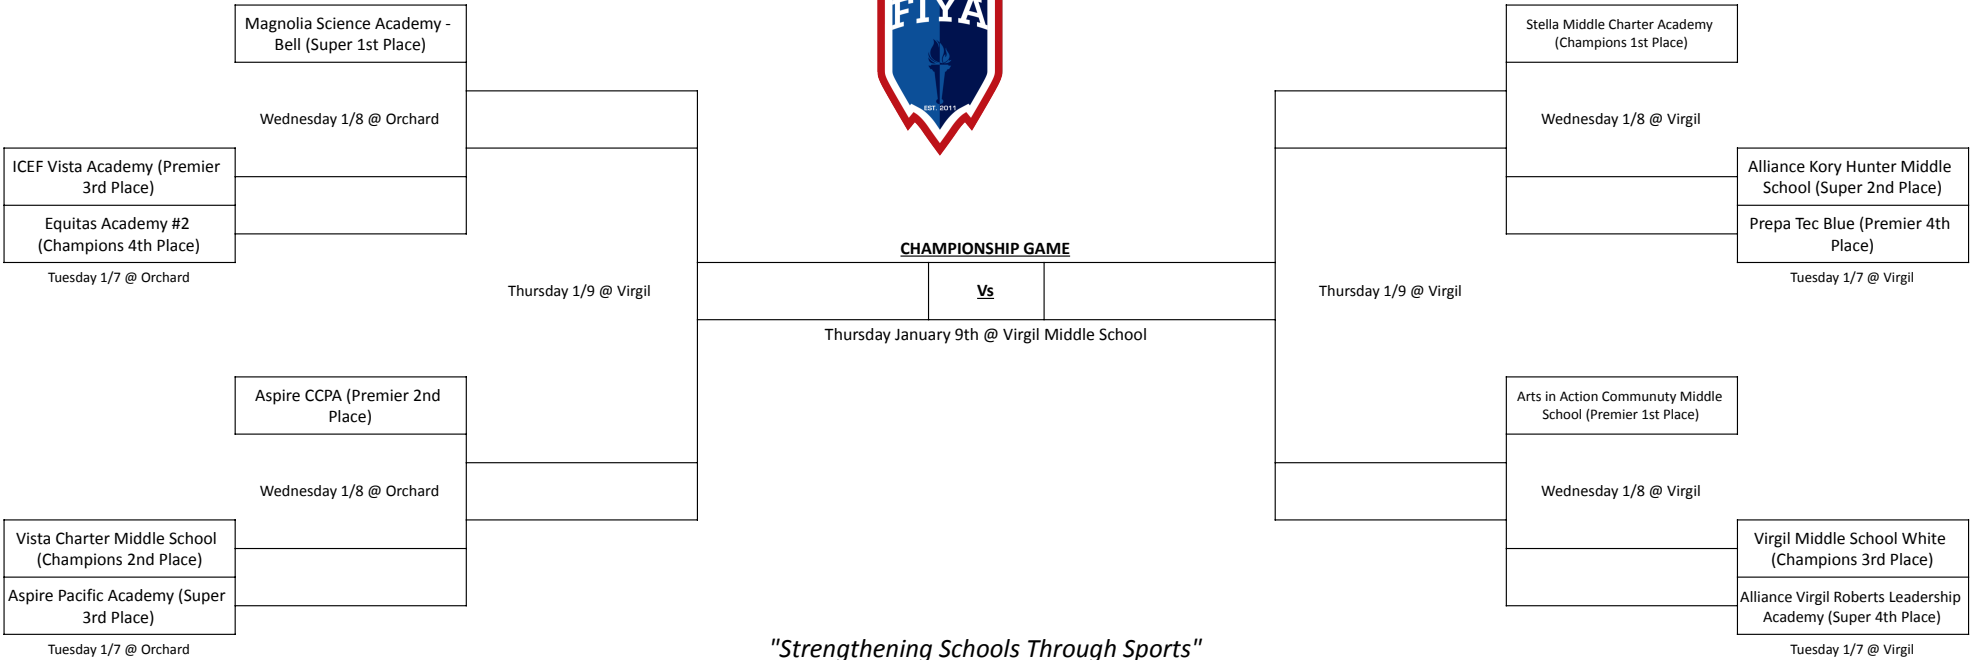 Magnolia Science Academy -
Bell (Super 1st Place)
Wednesday 1/8 @ Orchard
ICEF Vista Academy (Premier
3rd Place)
Equitas Academy #2
(Champions 4th Place)
Tuesday 1/7 @ Orchard
Thursday 1/9 @ Virgil
Aspire CCPA (Premier 2nd
Place)
Wednesday 1/8 @ Orchard
Vista Charter Middle School
(Champions 2nd Place)
Aspire Pacific Academy (Super
3rd Place)
Tuesday 1/7 @ Orchard
FIYA
EST. 2011
CHAMPIONSHIP GAME
Vs
Thursday January 9th @ Virgil Middle School
"Strengthening Schools Through Sports"
Stella Middle Charter Academy
(Champions 1st Place)
Wednesday 1/8 @ Virgil
Alliance Kory Hunter Middle
School (Super 2nd Place)
Prepa Tec Blue (Premier 4th
Place)
Tuesday 1/7 @ Virgil
Thursday 1/9 @ Virgil
Arts in Action Communuty Middle
School (Premier 1st Place)
Wednesday 1/8 @ Virgil
Virgil Middle School White
(Champions 3rd Place)
Alliance Virgil Roberts Leadership
Academy (Super 4th Place)
Tuesday 1/7 @ Virgil